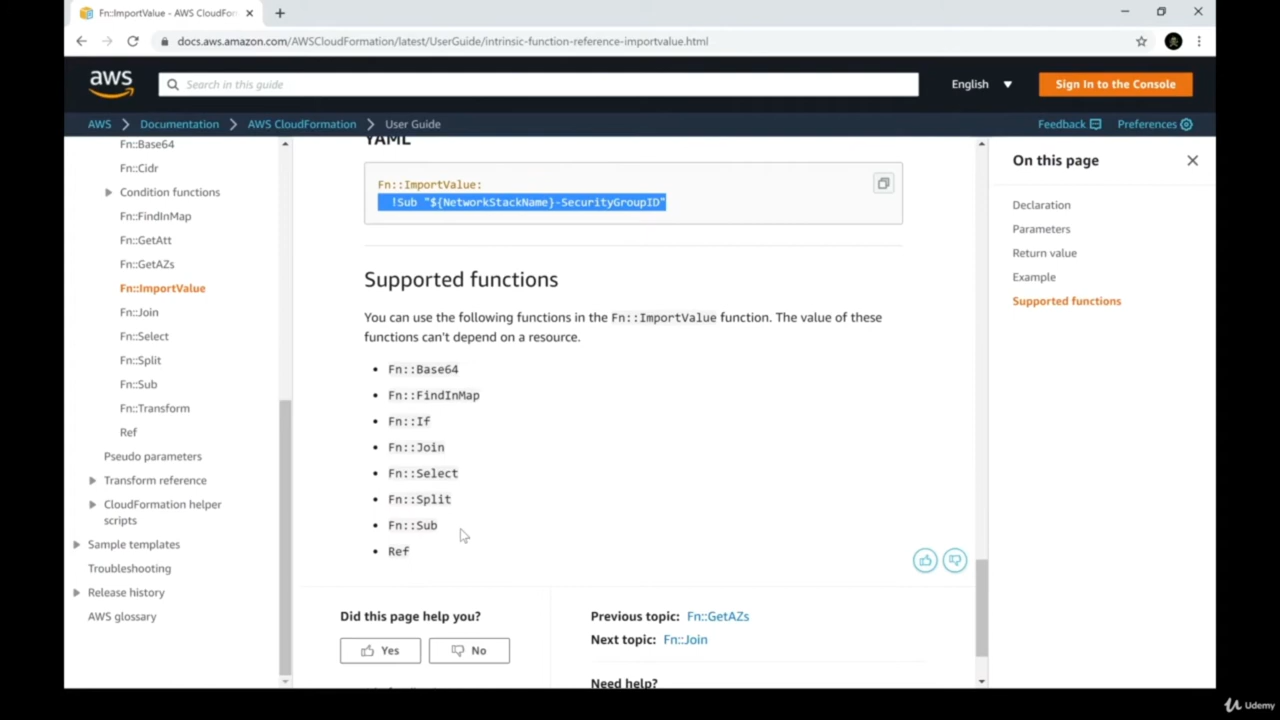 Fn::ImportValue - AWS CloudFor
docs.aws.amazon.com/AWSCloudFormation/latest/UserGuide/intrinsic-function-reference-importvalue.html
aws
Search in this guide
English
Sign In to the Console
AWS
Documentation
AWS CloudFormation
User Guide
Feedback
Preferences
Fn::Base64
Fn::Cidr
Condition functions
Fn::FindInMap
Fn::GetAtt
Fn::GetAZs
Fn::ImportValue
Fn::Join
Fn::Select
Fn::Split
Fn::Sub
Fn::Transform
Ref
Pseudo parameters
Transform reference
CloudFormation helper
scripts
Sample templates
Troubleshooting
Release history
AWS glossary
YAML
Fn::ImportValue:
!Sub "${NetworkStackName}-SecurityGroupID"
Supported functions
You can use the following functions in the Fn::ImportValue function. The value of these
functions can't depend on a resource.
• Fn::Base64
• Fn::FindInMap
• Fn::If
• Fn::Join
• Fn::Select
• Fn::Split
• Fn::Sub
• Ref
Did this page help you?
Yes
No
Previous topic: Fn::GetAZs
Next topic: Fn::Join
Need help?
On this page
Declaration
Parameters
Return value
Example
Supported functions
Udemy